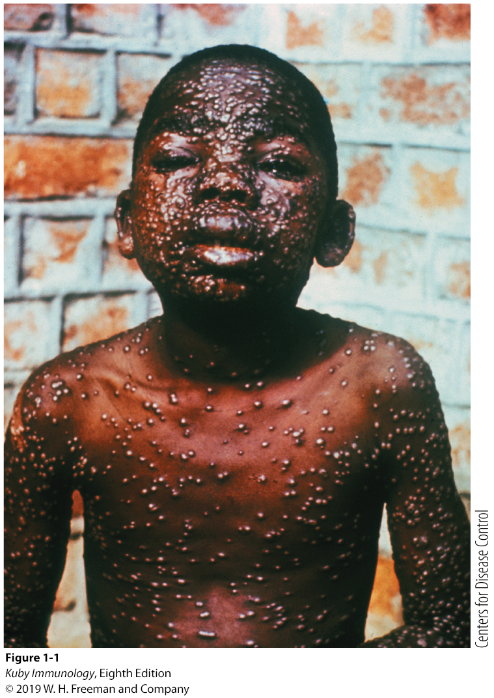 Centers for Disease Control
Figure 1-1
Kuby Immunology, Eighth Edition
© 2019 W. H. Freeman and Company